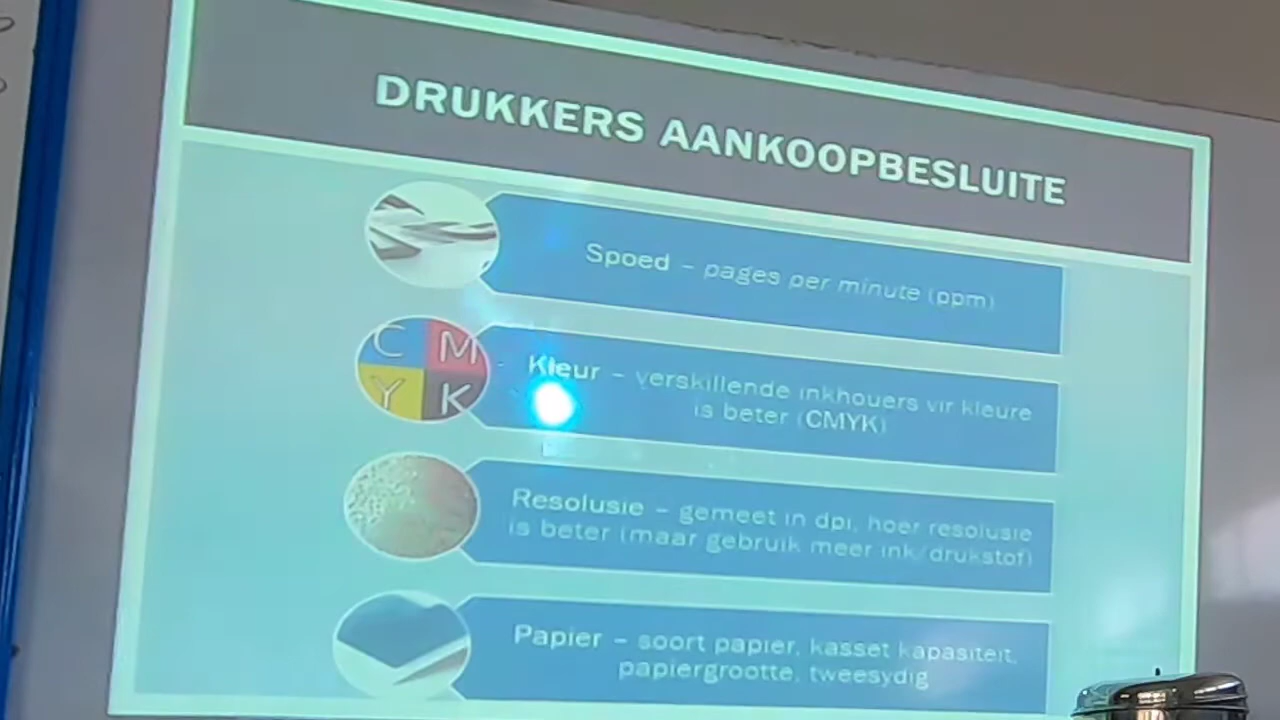 DRUKKERS AANKOOPBESLUITE
Spoed – pages per minute (ppm)
C M
Y K
Kleur – verskillende inkhouers vir kleure
is beter (CMYK)
Resolusie – gemeet in dpi, hoer resolusie
is beter (maar gebruik meer ink/drukstof)
Papier – soort papier, kasset kapasiteit,
papiergrootte, tweesydig